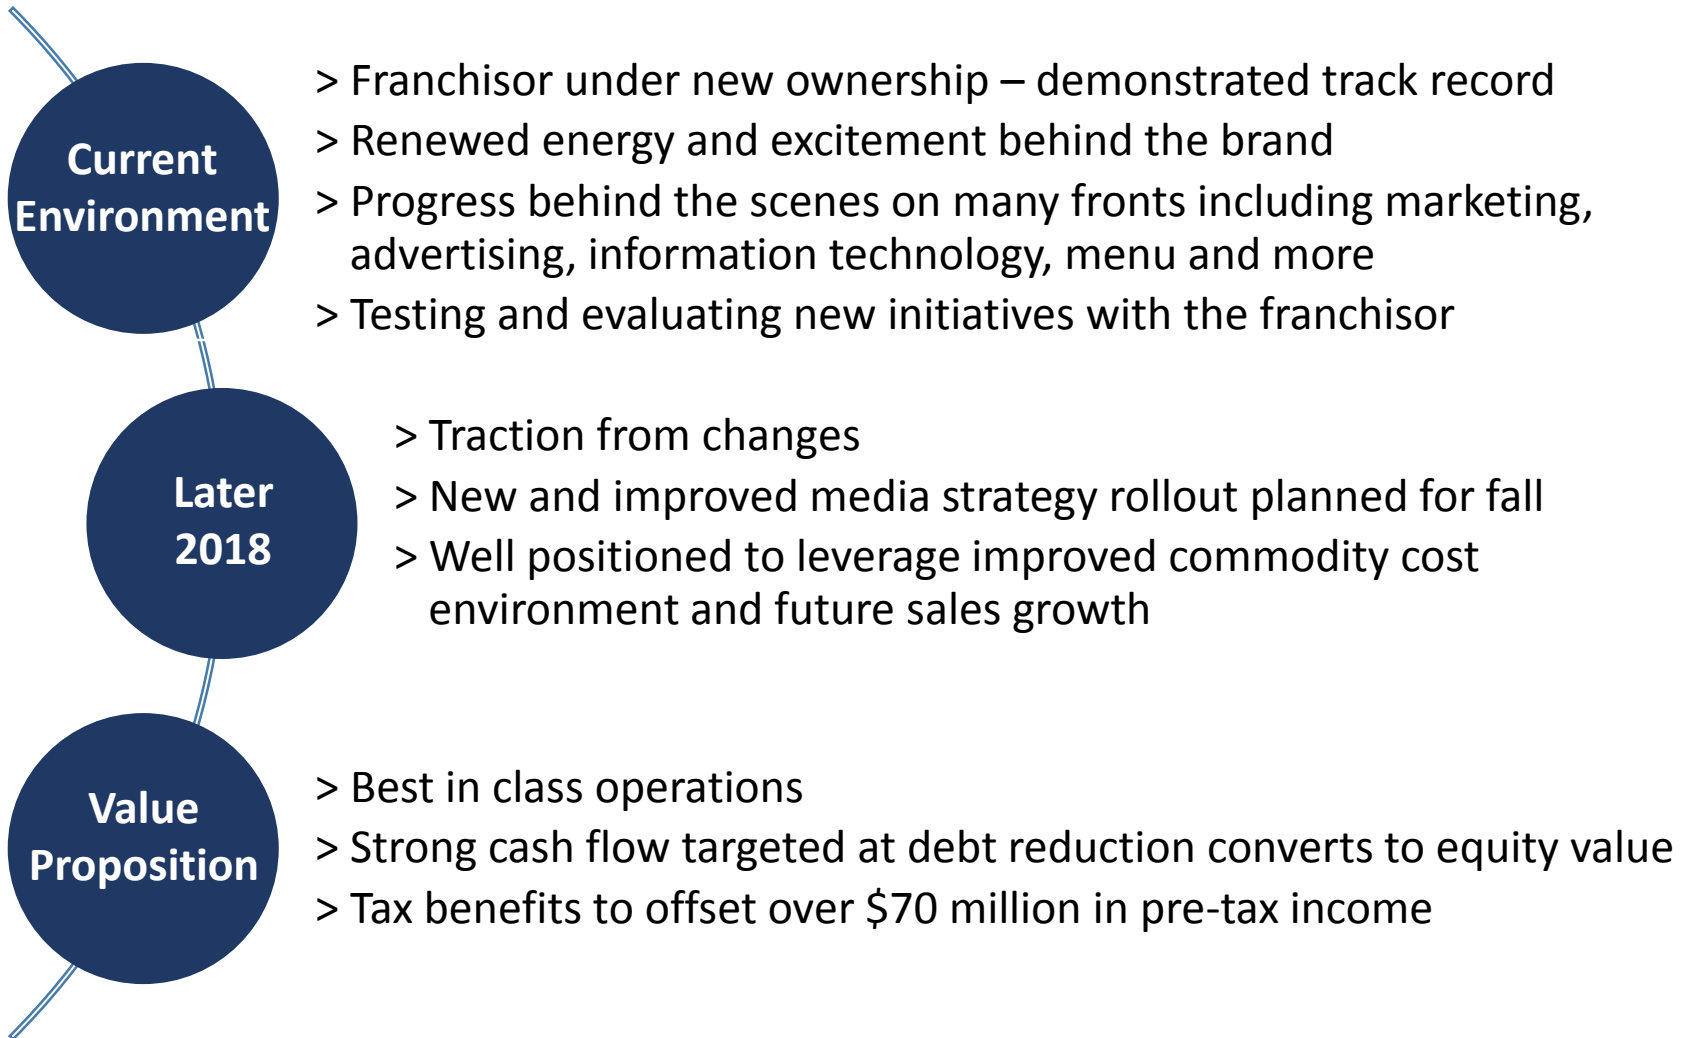 Current
Environment
> Franchisor under new ownership – demonstrated track record
> Renewed energy and excitement behind the brand
> Progress behind the scenes on many fronts including marketing,
advertising, information technology, menu and more
> Testing and evaluating new initiatives with the franchisor
Later
2018
> Traction from changes
> New and improved media strategy rollout planned for fall
> Well positioned to leverage improved commodity cost
environment and future sales growth
Value
Proposition
> Best in class operations
> Strong cash flow targeted at debt reduction converts to equity value
> Tax benefits to offset over $70 million in pre-tax income